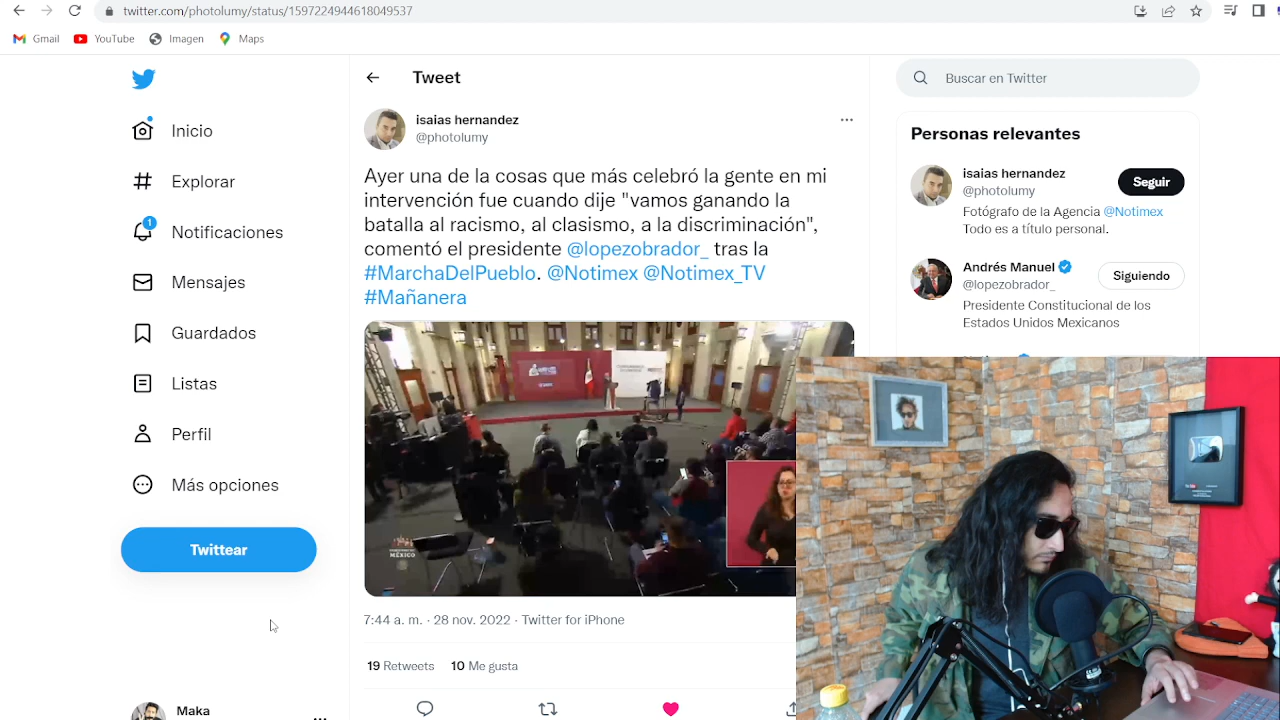 twitter.com/photolumy/status/1597224944618049537
Gmail YouTube Imagen Maps
Tweet
Buscar en Twitter
Inicio
Explorar
1
Notificaciones
Mensajes
Guardados
Listas
Perfil
Más opciones
Twittear
Maka
isaias hernandez
@photolumy
Ayer una de la cosas que más celebró la gente en mi
intervención fue cuando dije "vamos ganando la
batalla al racismo, al clasismo, a la discriminación",
comentó el presidente @lopezobrador_ tras la
#MarchaDelPueblo. @Notimex @Notimex_TV
#Mañanera
MÉXICO
7:44 a. m. · 28 nov. 2022 · Twitter for iPhone
19 Retweets 10 Me gusta
Personas relevantes
isaias hernandez
@photolumy
Seguir
Fotógrafo de la Agencia @Notimex
Todo es a título personal.
Andrés Manuel
@lopezobrador_
Siguiendo
Presidente Constitucional de los
Estados Unidos Mexicanos